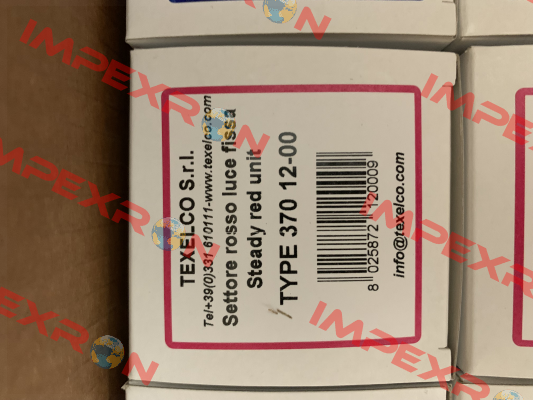 TEXELCO S.r.l.
Tel+39(0)331.610111-www.texelco.com
Settore rosso luce fissa
Steady red unit
TYPE 370 12-00
8 025872 120009
info@texelco.com
IMPEXRON
IMPEXRON
IMPEXRON
IMPEXRON